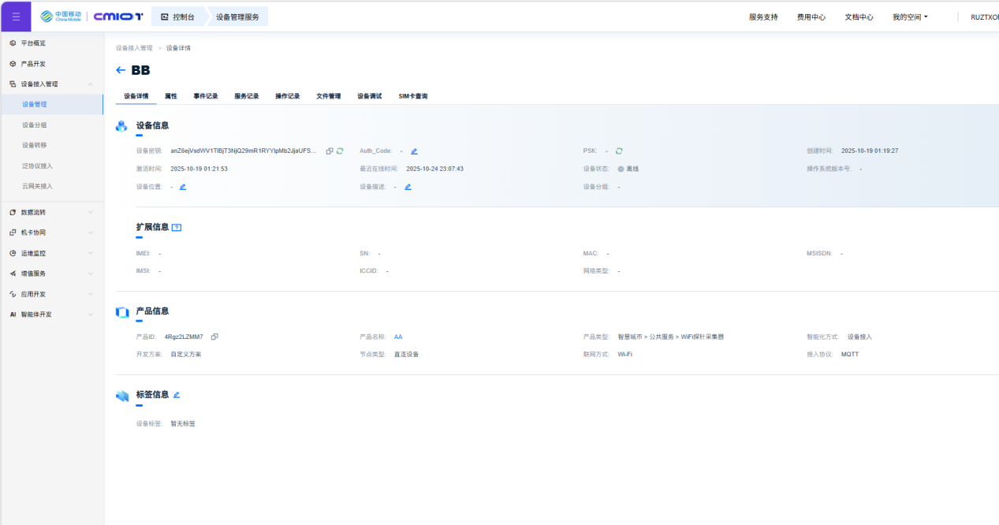 中国移动 China Mobile | CMIOT 控制台 设备管理服务 服务支持 费用中心 文档中心 我的空间
平台概览
产品开发
设备接入管理
设备管理
设备分组
设备转移
泛协议接入
云网关接入
数据流转
机卡协同
运维监控
增值服务
应用开发
AI 智能体开发
设备接入管理 > 设备详情
← BB
设备详情 属性 事件记录 服务记录 操作记录 文件管理 设备调试 SIM卡查询
设备信息
设备密钥: Auth_Code: - PSK: - 创建时间: 2025-10-19 01:19:27
激活时间: 2025-10-19 01:21:53 最近在线时间: 2025-10-24 23:07:43 设备状态: 离线 操作系统版本号: -
设备位置: - 设备描述: - 设备分组: -
扩展信息 ?
IMEI: - SN: - MAC: - MSISDN: -
IMSI: - ICCID: - 网络类型: -
产品信息
产品ID: 4Rgz2LZMM7 产品名称: AA 产品类型: 智慧城市 > 公共服务 > WiFi探针采集器 智能化方式: 设备接入
开发方案: 自定义方案 节点类型: 直连设备 联网方式: Wi-Fi 接入协议: MQTT
标签信息
设备标签: 暂无标签